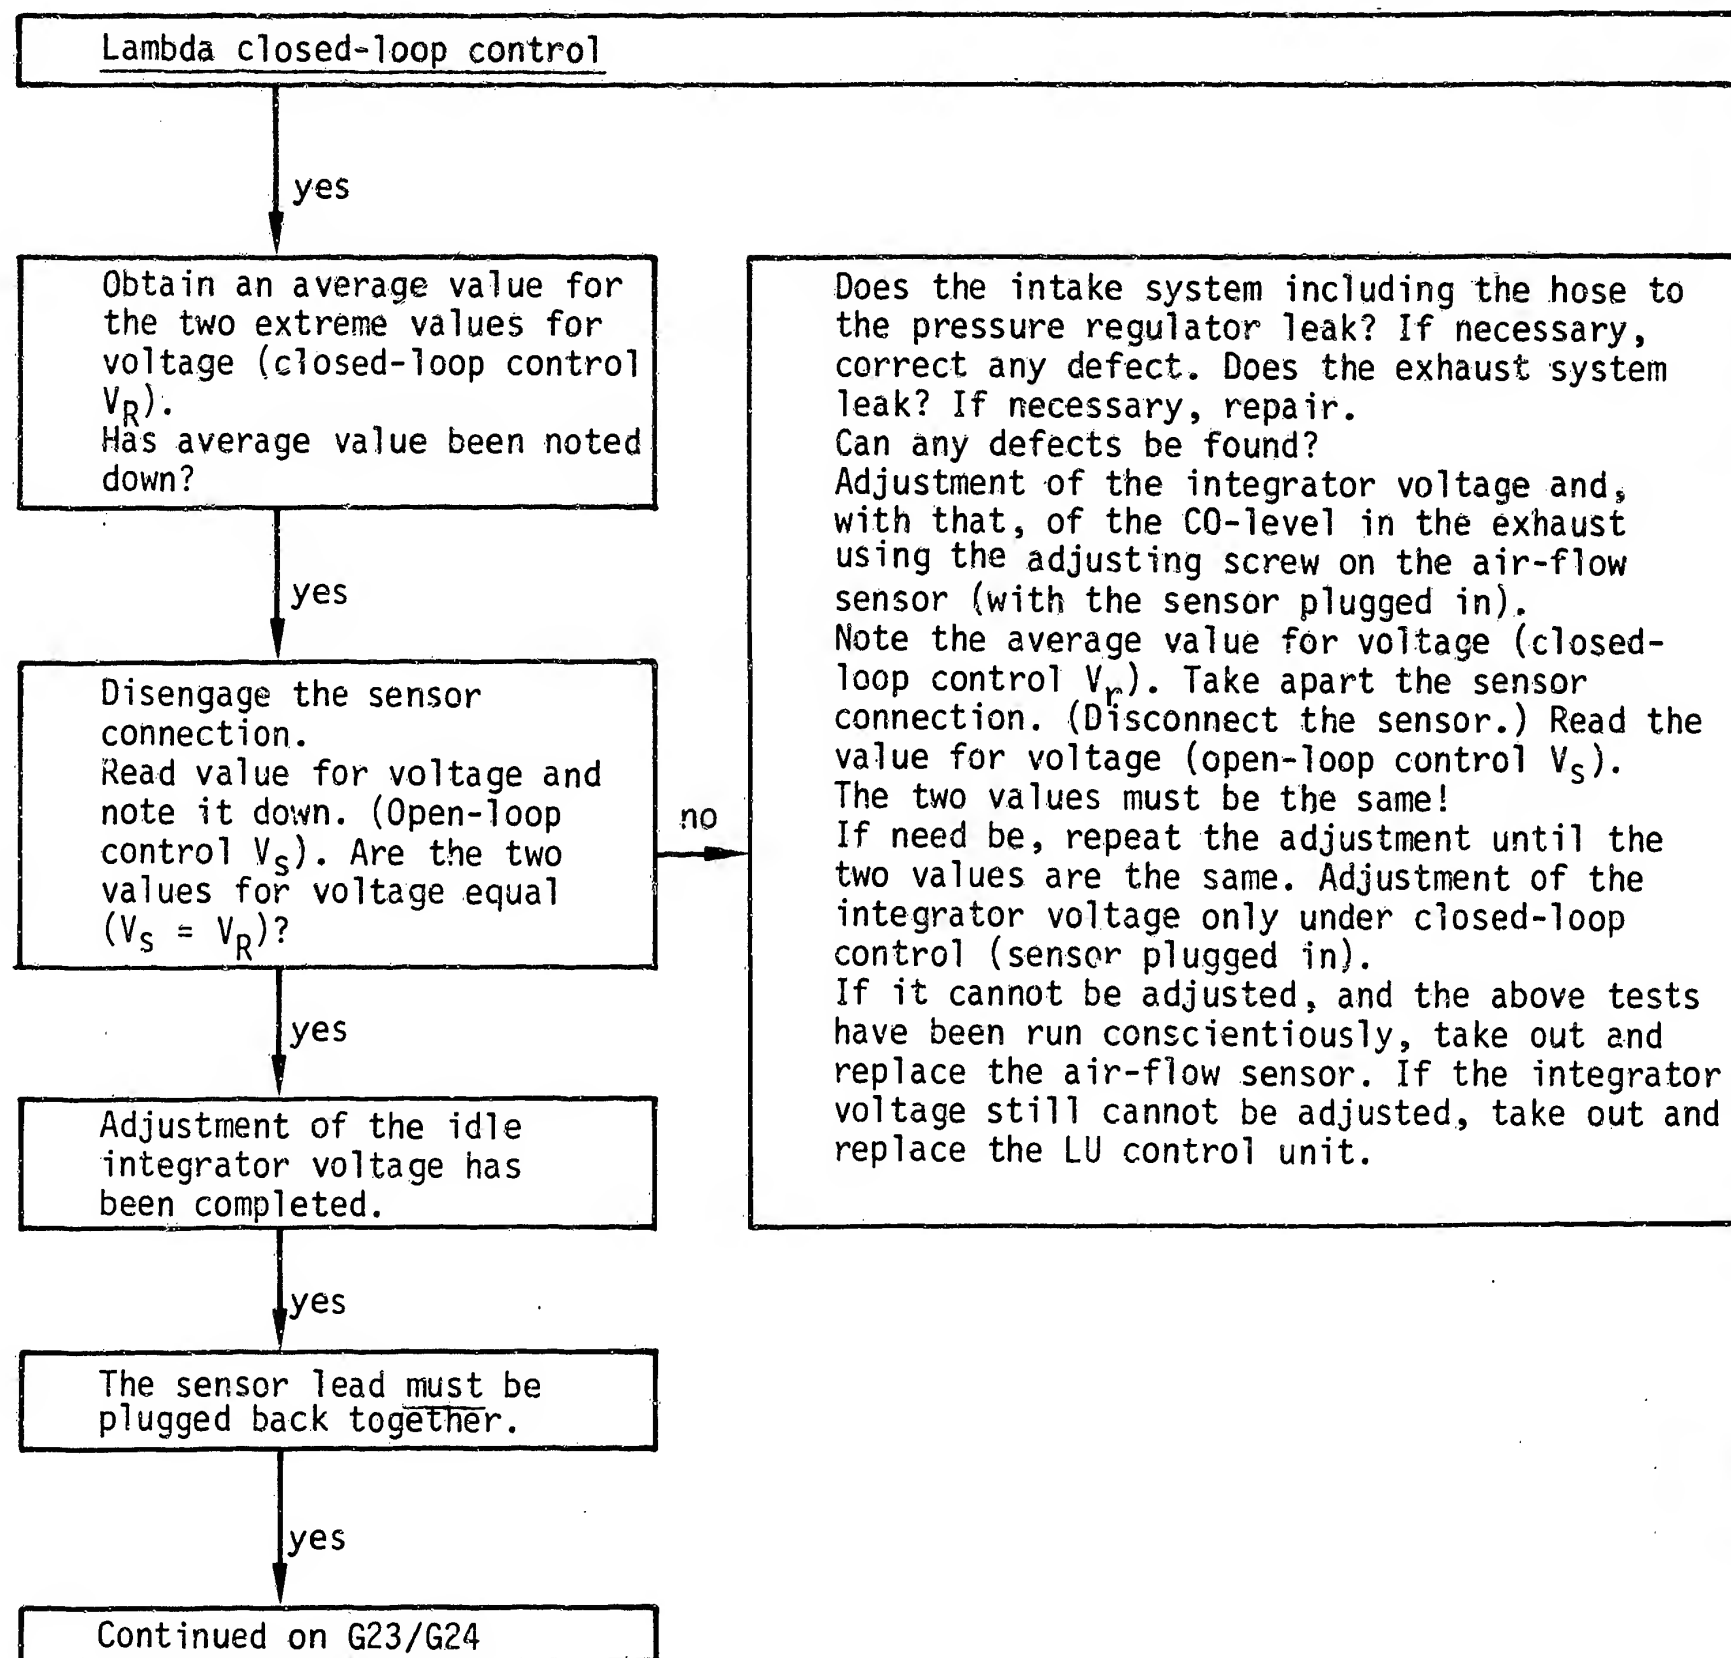 Lambda closed-loop control
yes
Obtain an average value for
the two extreme values for
voltage (closed-loop control
V_R).
Has average value been noted
down?
yes
Disengage the sensor
connection.
Read value for voltage and
note it down. (Open-loop
control V_S). Are the two
values for voltage equal
(V_S = V_R)?
no
Does the intake system including the hose to
the pressure regulator leak? If necessary,
correct any defect. Does the exhaust system
leak? If necessary, repair.
Can any defects be found?
Adjustment of the integrator voltage and,
with that, of the CO-level in the exhaust
using the adjusting screw on the air-flow
sensor (with the sensor plugged in).
Note the average value for voltage (closed-
loop control V_r). Take apart the sensor
connection. (Disconnect the sensor.) Read the
value for voltage (open-loop control V_S).
The two values must be the same!
If need be, repeat the adjustment until the
two values are the same. Adjustment of the
integrator voltage only under closed-loop
control (sensor plugged in).
If it cannot be adjusted, and the above tests
have been run conscientiously, take out and
replace the air-flow sensor. If the integrator
voltage still cannot be adjusted, take out and
replace the LU control unit.
yes
Adjustment of the idle
integrator voltage has
been completed.
yes
The sensor lead must be
plugged back together.
yes
Continued on G23/G24